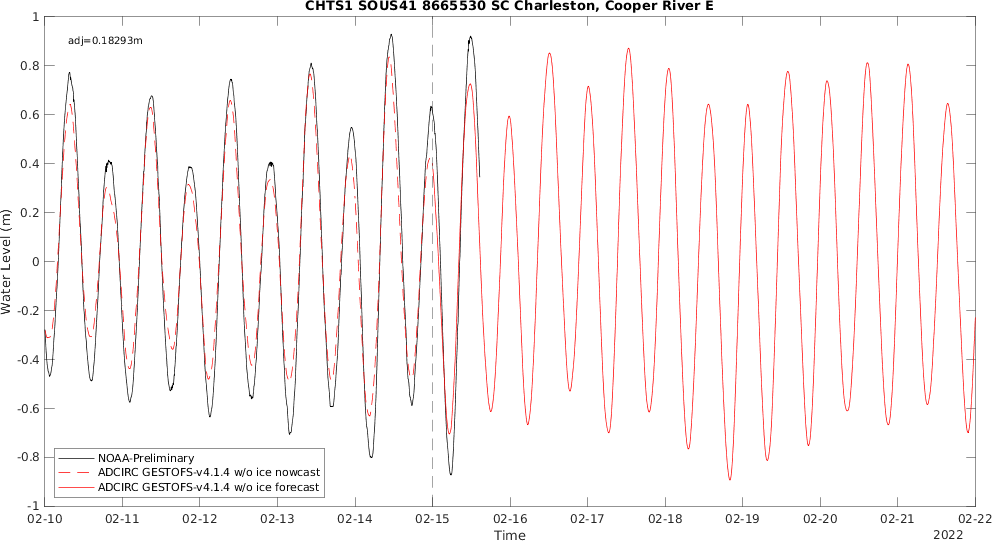 CHTS1 SOUS41 8665530 SC Charleston, Cooper River E
adj=0.18293m
Water Level (m)
1
0.8
0.6
0.4
0.2
0
-0.2
-0.4
-0.6
-0.8
-1
NOAA-Preliminary
ADCIRC GESTOFS-v4.1.4 w/o ice nowcast
ADCIRC GESTOFS-v4.1.4 w/o ice forecast
02-10 02-11 02-12 02-13 02-14 02-15 02-16 02-17 02-18 02-19 02-20 02-21 02-22
Time
2022